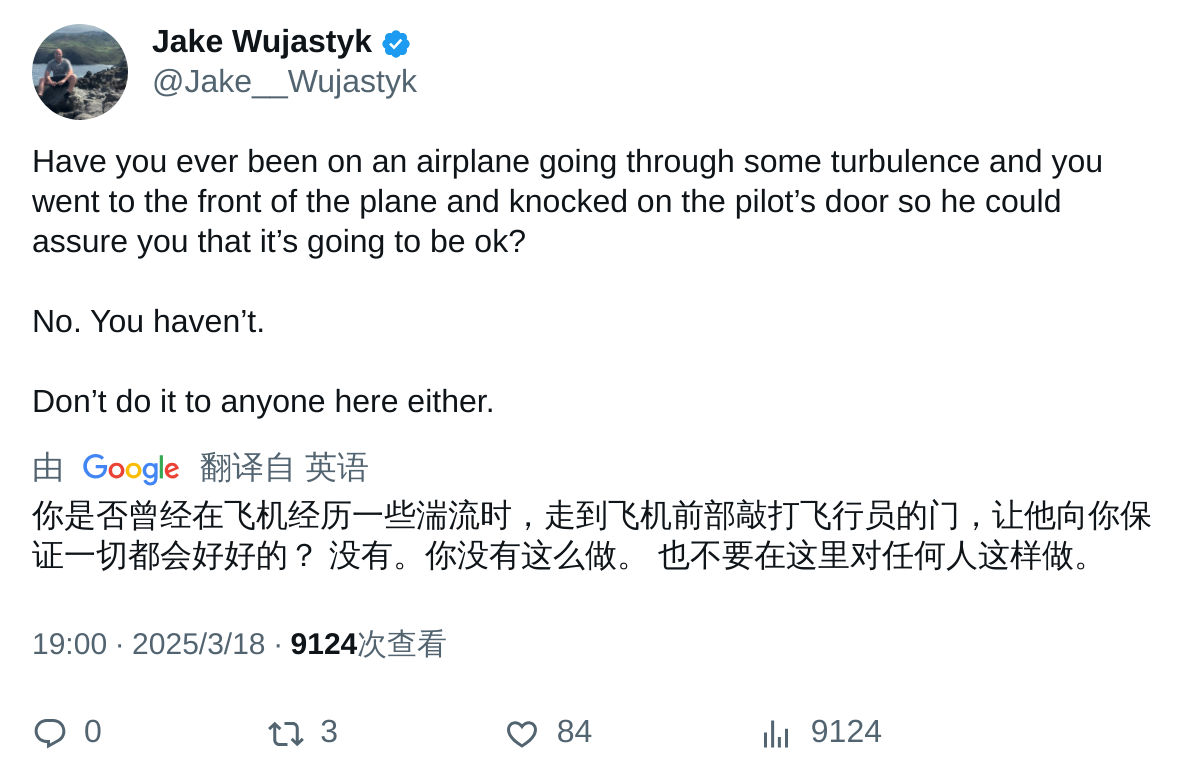 Jake Wujastyk
@Jake__Wujastyk
Have you ever been on an airplane going through some turbulence and you
went to the front of the plane and knocked on the pilot’s door so he could
assure you that it’s going to be ok?
No. You haven’t.
Don’t do it to anyone here either.
由 Google 翻译自 英语
你是否曾经在飞机经历一些湍流时，走到飞机前部敲打飞行员的门，让他向你保
证一切都会好好的？ 没有。你没有这么做。 也不要在这里对任何人这样做。
19:00 · 2025/3/18 · 9124次查看
0 3 84 9124